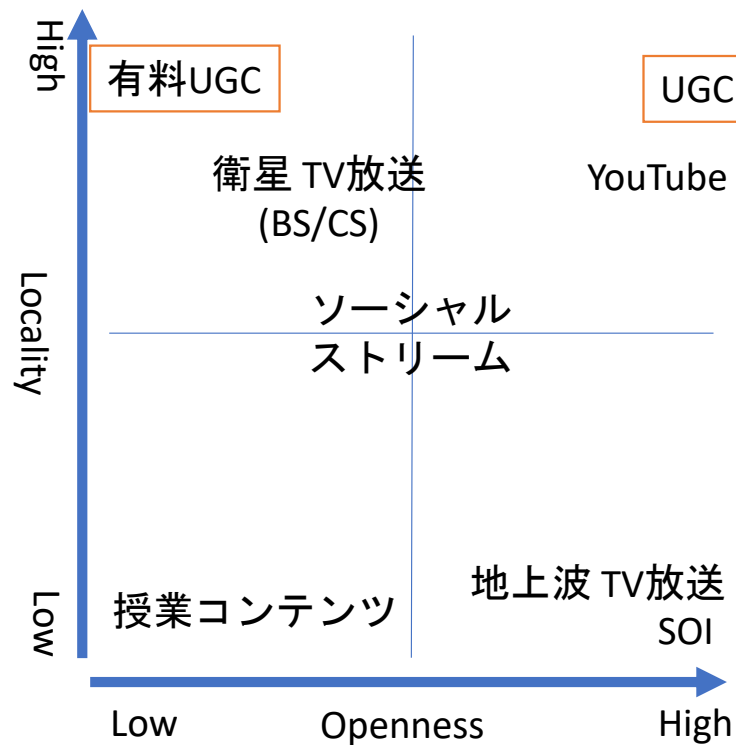 High
有料UGC
UGC
衛星 TV放送
(BS/CS)
YouTube
Locality
ソーシャル
ストリーム
地上波 TV放送
SOI
授業コンテンツ
Low
Low
Openness
High